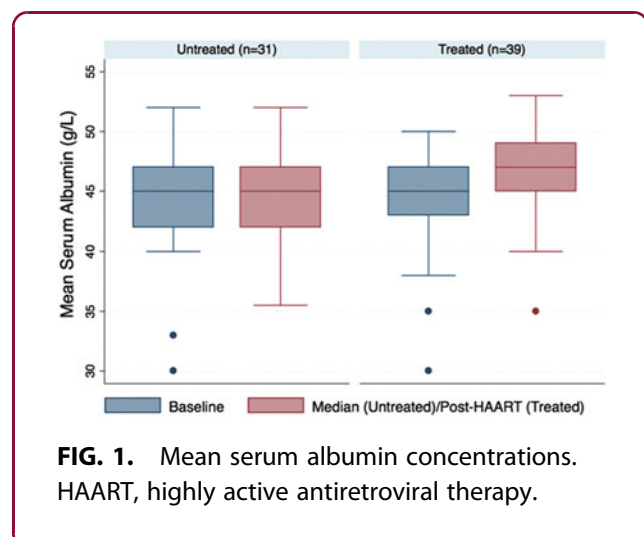 Untreated (n=31) Treated (n=39)
Mean Serum Albumin (g/L)
55
50
45
40
35
30
Baseline Median (Untreated)/Post-HAART (Treated)
FIG. 1. Mean serum albumin concentrations.
HAART, highly active antiretroviral therapy.